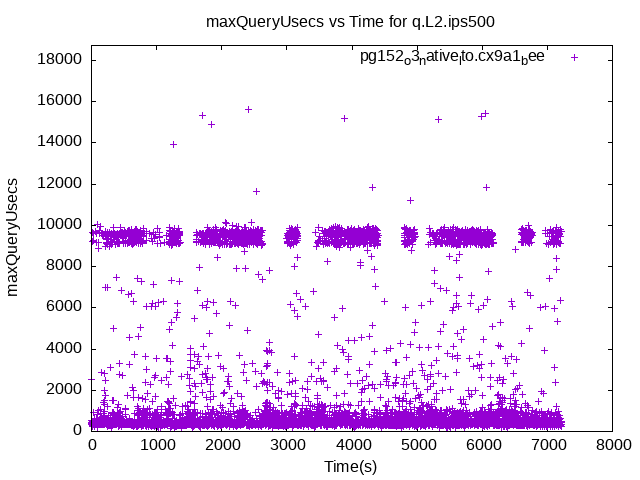 maxQueryUsecs vs Time for q.L2.ips500
pg152_o3_native_lto.cx9a1_bee
18000
16000
14000
12000
10000
8000
6000
4000
2000
0
maxQueryUsecs
0 1000 2000 3000 4000 5000 6000 7000 8000
Time(s)